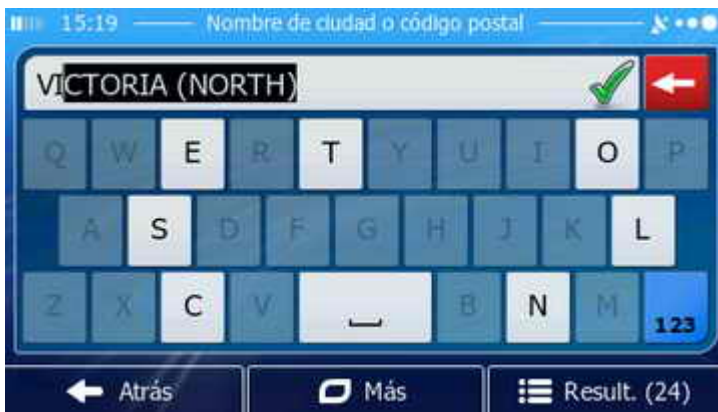 15:19 Nombre de ciudad o código postal
VICTORIA (NORTH)
Q W E R T Y U I O P
A S D F G H J K L
Z X C V B N M 123
Atrás Más Result. (24)